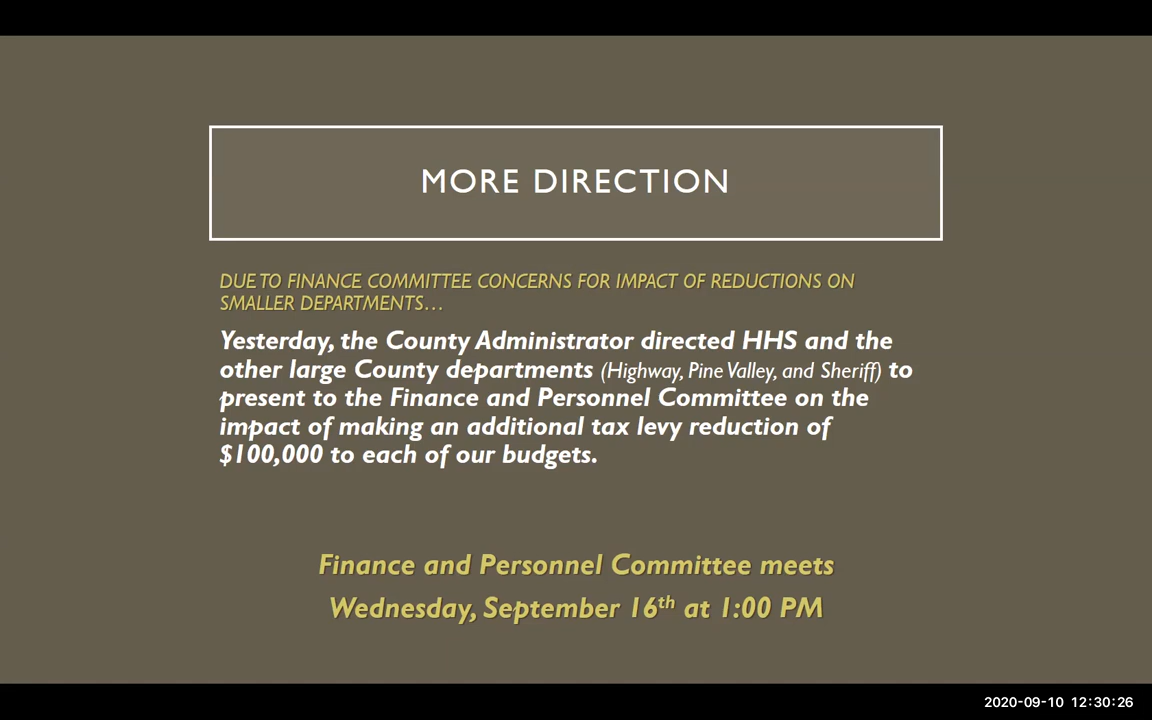 MORE DIRECTION
DUE TO FINANCE COMMITTEE CONCERNS FOR IMPACT OF REDUCTIONS ON
SMALLER DEPARTMENTS…
Yesterday, the County Administrator directed HHS and the
other large County departments (Highway, Pine Valley, and Sheriff) to
present to the Finance and Personnel Committee on the
impact of making an additional tax levy reduction of
$100,000 to each of our budgets.
Finance and Personnel Committee meets
Wednesday, September 16th at 1:00 PM
2020-09-10 12:30:26